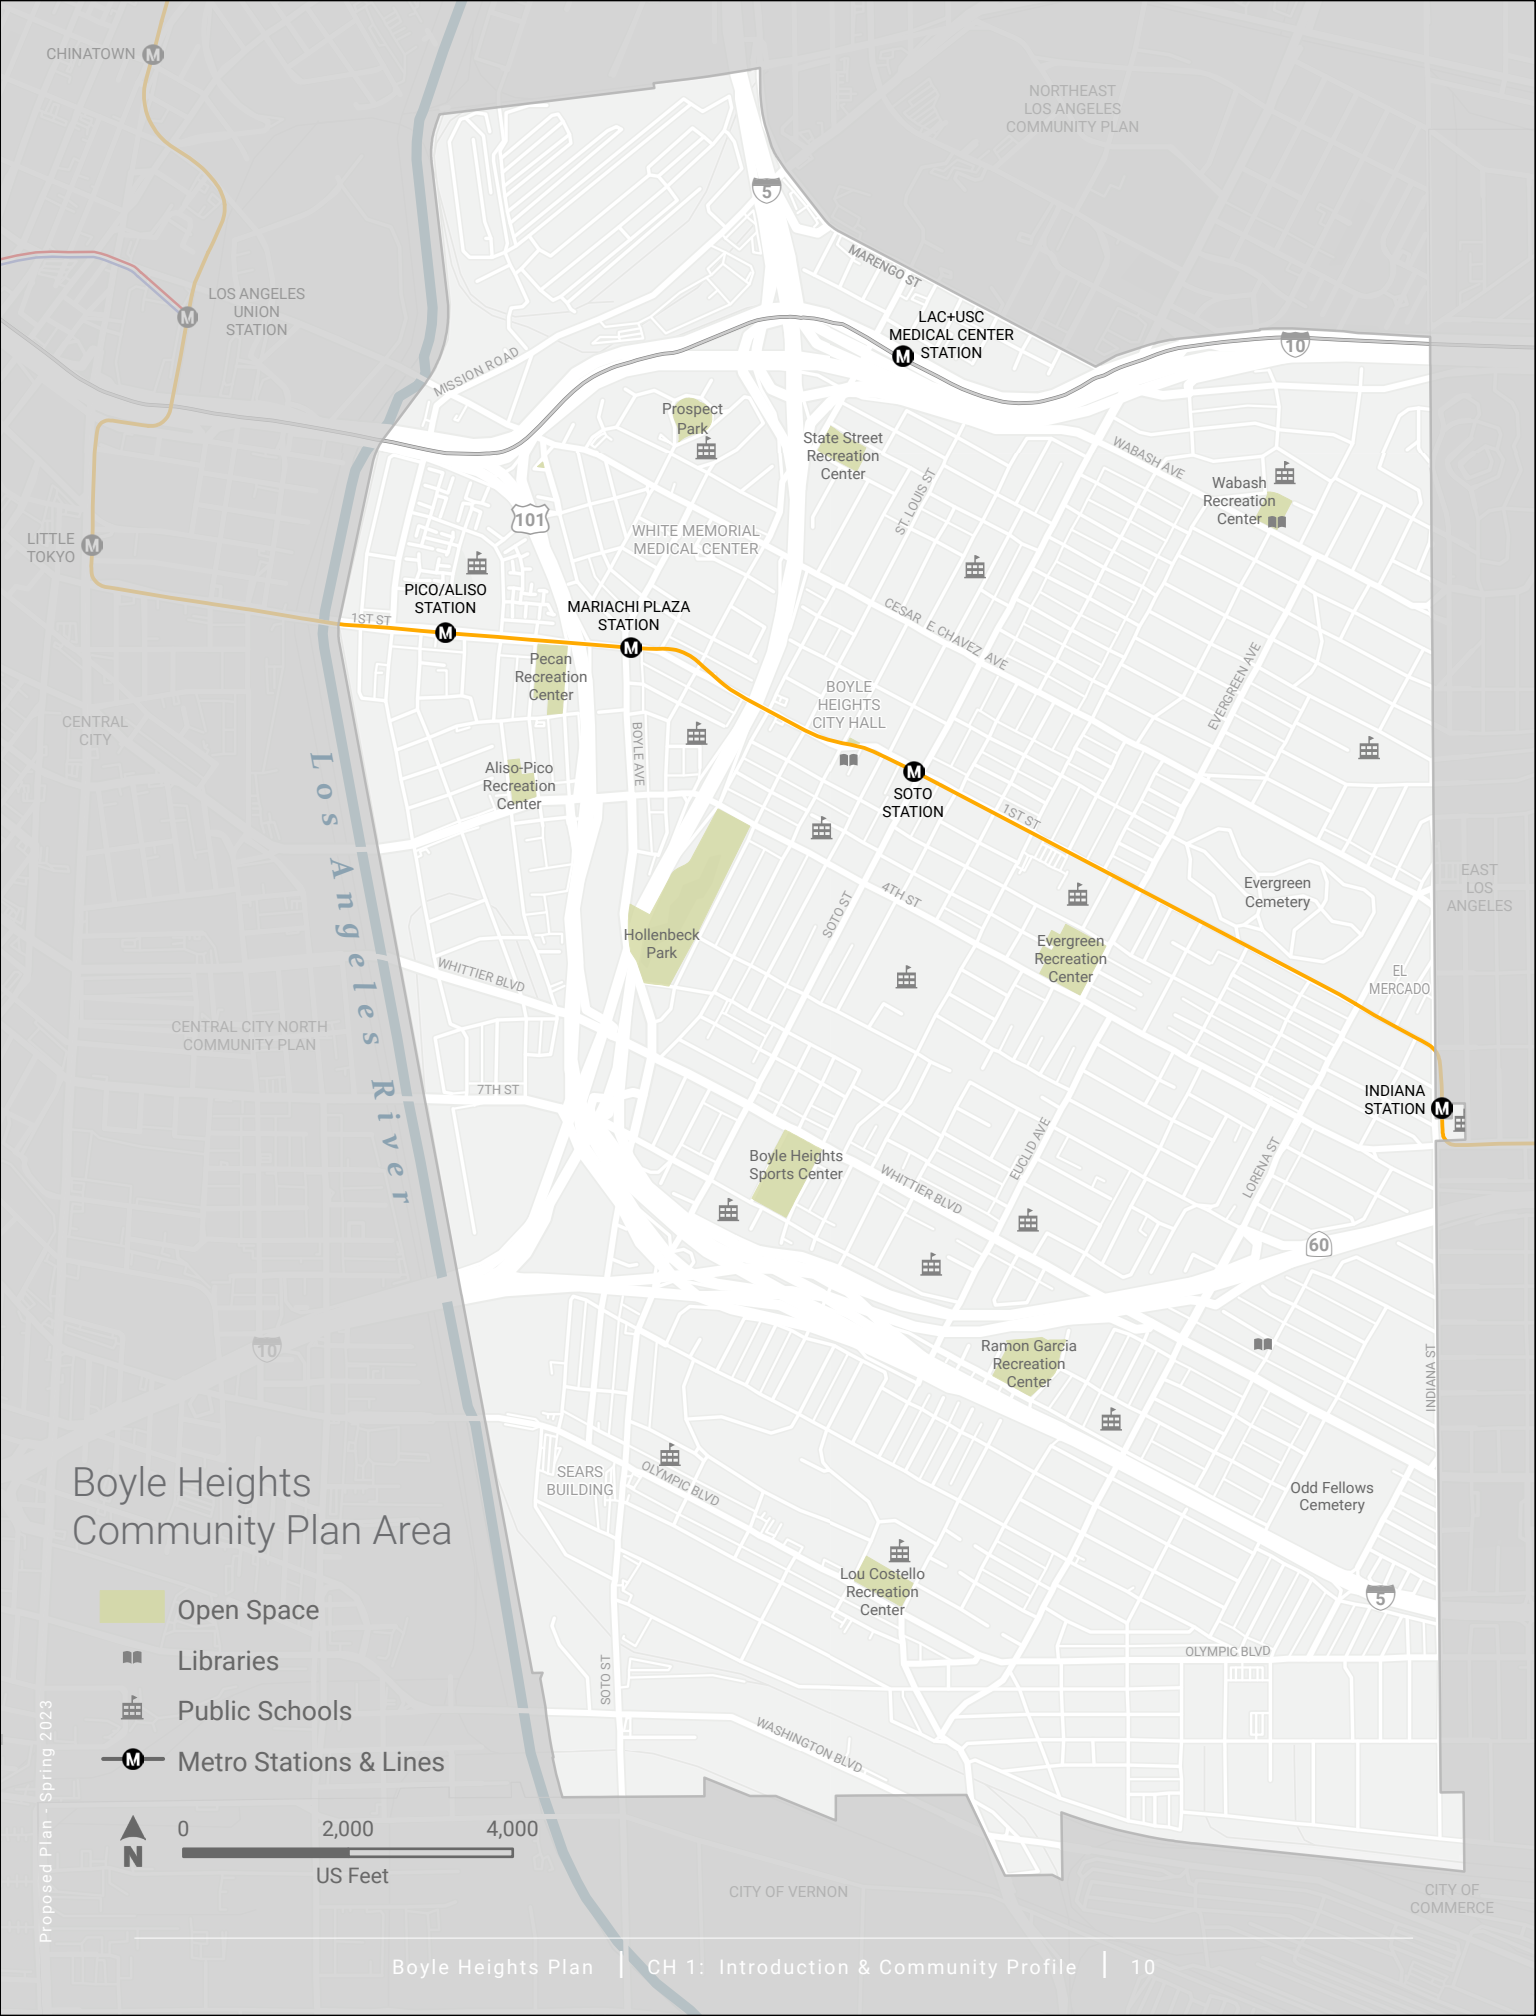 CHINATOWN
M
NORTHEAST
LOS ANGELES
COMMUNITY PLAN
5
MARENGO ST
LOS ANGELES
UNION
STATION
M
LAC+USC
MEDICAL CENTER
STATION
M
10
MISSION ROAD
Prospect
Park
State Street
Recreation
Center
WABASH AVE
Wabash
Recreation
Center
ST. LOUIS ST
101
WHITE MEMORIAL
MEDICAL CENTER
LITTLE
TOKYO
M
PICO/ALISO
STATION
M
MARIACHI PLAZA
STATION
M
1ST ST
CESAR E CHAVEZ AVE
EVERGREEN AVE
Pecan
Recreation
Center
BOYLE
HEIGHTS
CITY HALL
CENTRAL
CITY
BOYLE AVE
Aliso-Pico
Recreation
Center
M
SOTO
STATION
1ST ST
Los Angeles River
EAST
LOS
ANGELES
Evergreen
Cemetery
4TH ST
SOTO ST
Hollenbeck
Park
Evergreen
Recreation
Center
EL
MERCADO
WHITTIER BLVD
CENTRAL CITY NORTH
COMMUNITY PLAN
7TH ST
INDIANA
STATION
M
Boyle Heights
Sports Center
EUCLID AVE
LORENA ST
WHITTIER BLVD
60
10
Ramon Garcia
Recreation
Center
INDIANA ST
SEARS
BUILDING
OLYMPIC BLVD
Odd Fellows
Cemetery
Lou Costello
Recreation
Center
5
OLYMPIC BLVD
SOTO ST
WASHINGTON BLVD
Boyle Heights
Community Plan Area
Open Space
Libraries
Public Schools
M
Metro Stations & Lines
N
0 2,000 4,000
US Feet
Proposed Plan - Spring 2023
CITY OF VERNON
CITY OF
COMMERCE
Boyle Heights Plan | CH 1: Introduction & Community Profile | 10